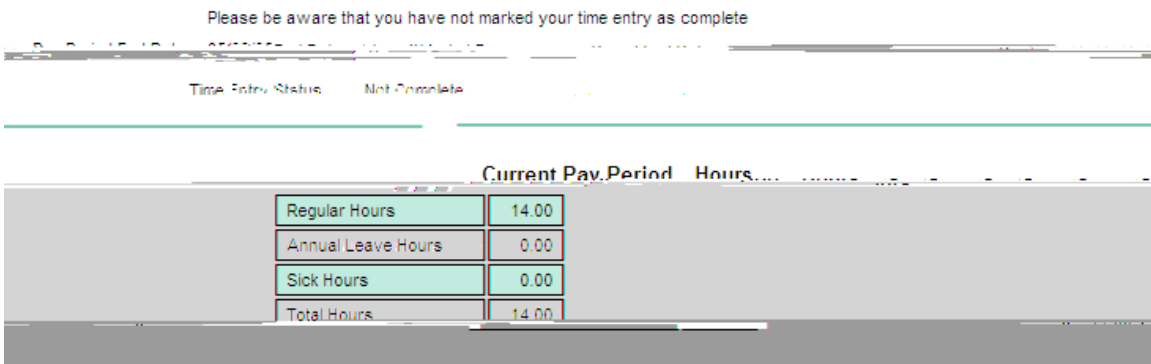 Please be aware that you have not marked your time entry as complete
Time Entry Status Not Complete
Current Pay Period Hours
Regular Hours 14.00
Annual Leave Hours 0.00
Sick Hours 0.00
Total Hours 14.00